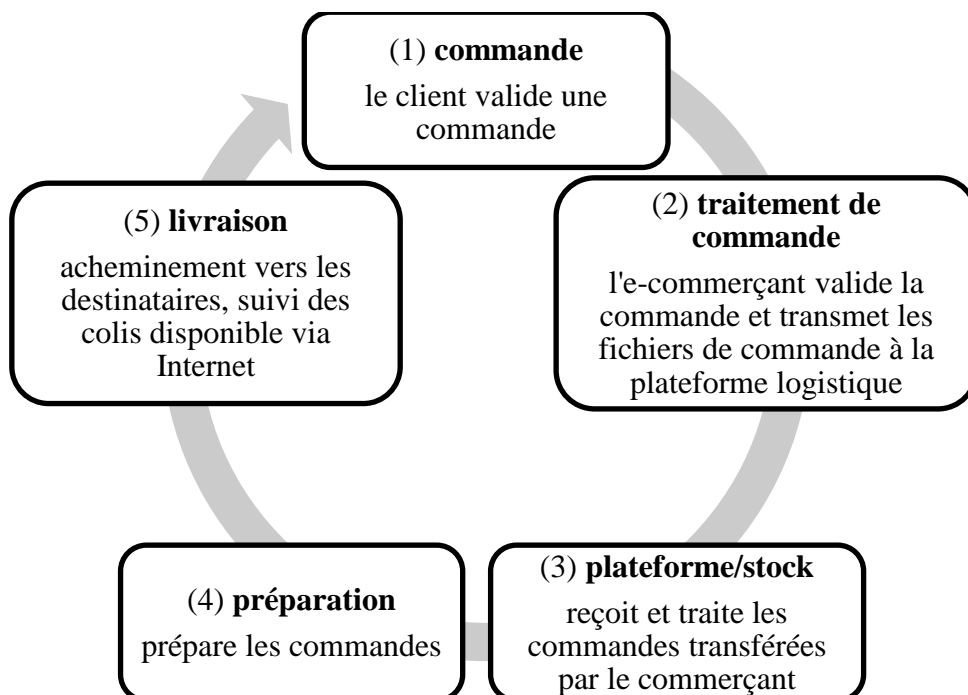 (1) commande
le client valide une
commande
(2) traitement de
commande
l'e-commerçant valide la
commande et transmet les
fichiers de commande à la
plateforme logistique
(3) plateforme/stock
reçoit et traite les
commandes transférées
par le commerçant
(4) préparation
prépare les commandes
(5) livraison
acheminement vers les
destinataires, suivi des
colis disponible via
Internet